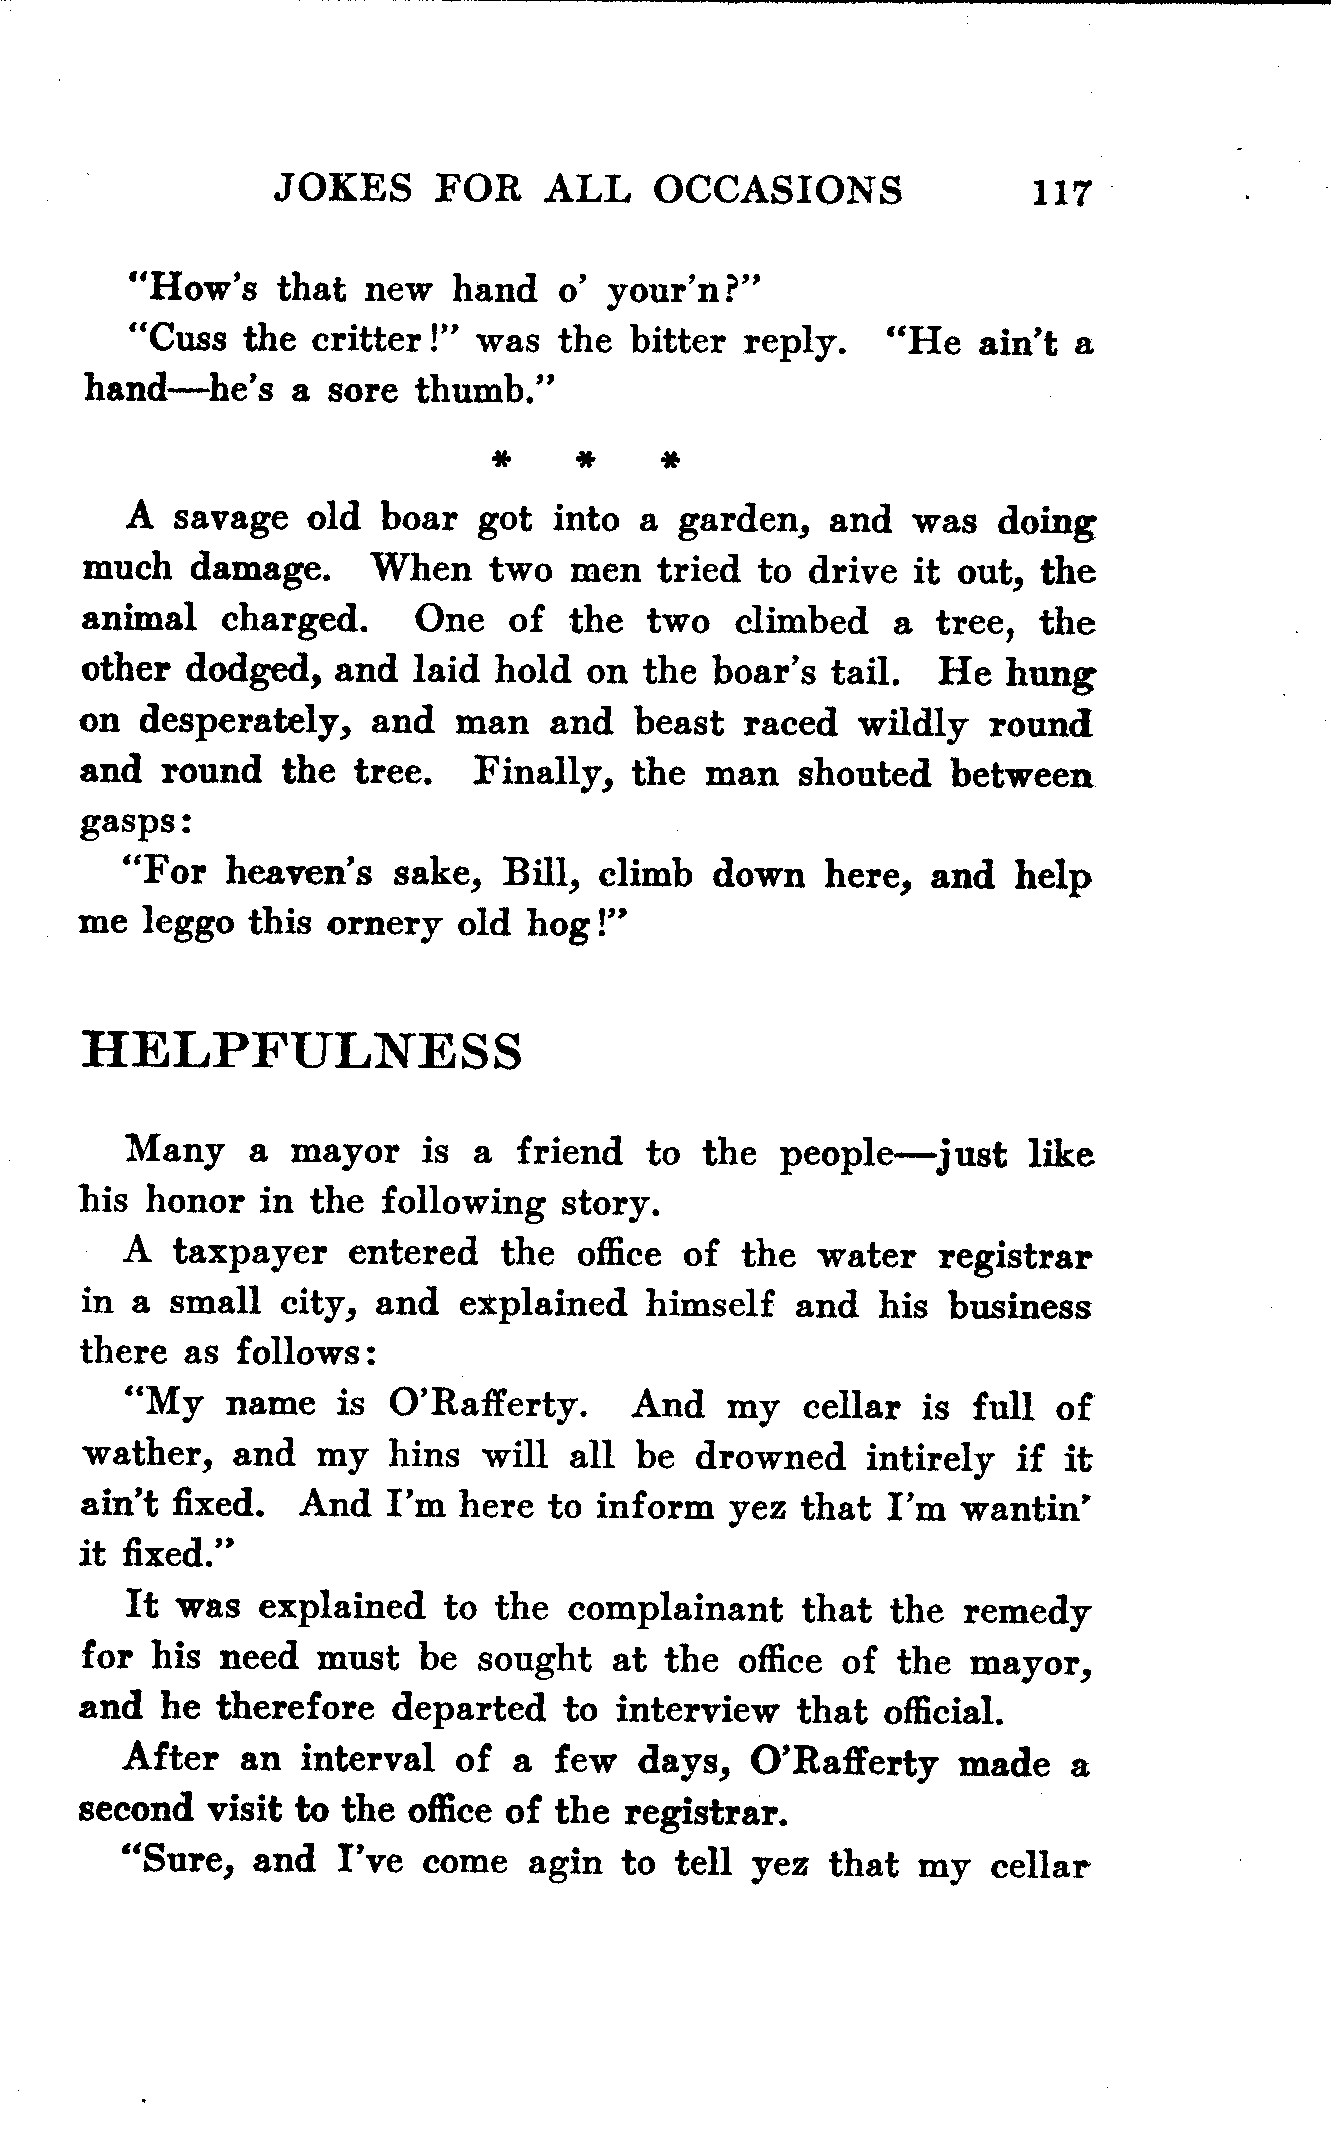 JOKES FOR ALL OCCASIONS 117
"How's that new hand o' your'n?"
"Cuss the critter!" was the bitter reply. "He ain't a
hand—he's a sore thumb."
* * *
A savage old boar got into a garden, and was doing
much damage. When two men tried to drive it out, the
animal charged. One of the two climbed a tree, the
other dodged, and laid hold on the boar's tail. He hung
on desperately, and man and beast raced wildly round
and round the tree. Finally, the man shouted between
gasps:
"For heaven's sake, Bill, climb down here, and help
me leggo this ornery old hog!"
HELPFULNESS
Many a mayor is a friend to the people—just like
his honor in the following story.
A taxpayer entered the office of the water registrar
in a small city, and explained himself and his business
there as follows:
"My name is O'Rafferty. And my cellar is full of
wather, and my hins will all be drowned intirely if it
ain't fixed. And I'm here to inform yez that I'm wantin'
it fixed."
It was explained to the complainant that the remedy
for his need must be sought at the office of the mayor,
and he therefore departed to interview that official.
After an interval of a few days, O'Rafferty made a
second visit to the office of the registrar.
"Sure, and I've come agin to tell yez that my cellar